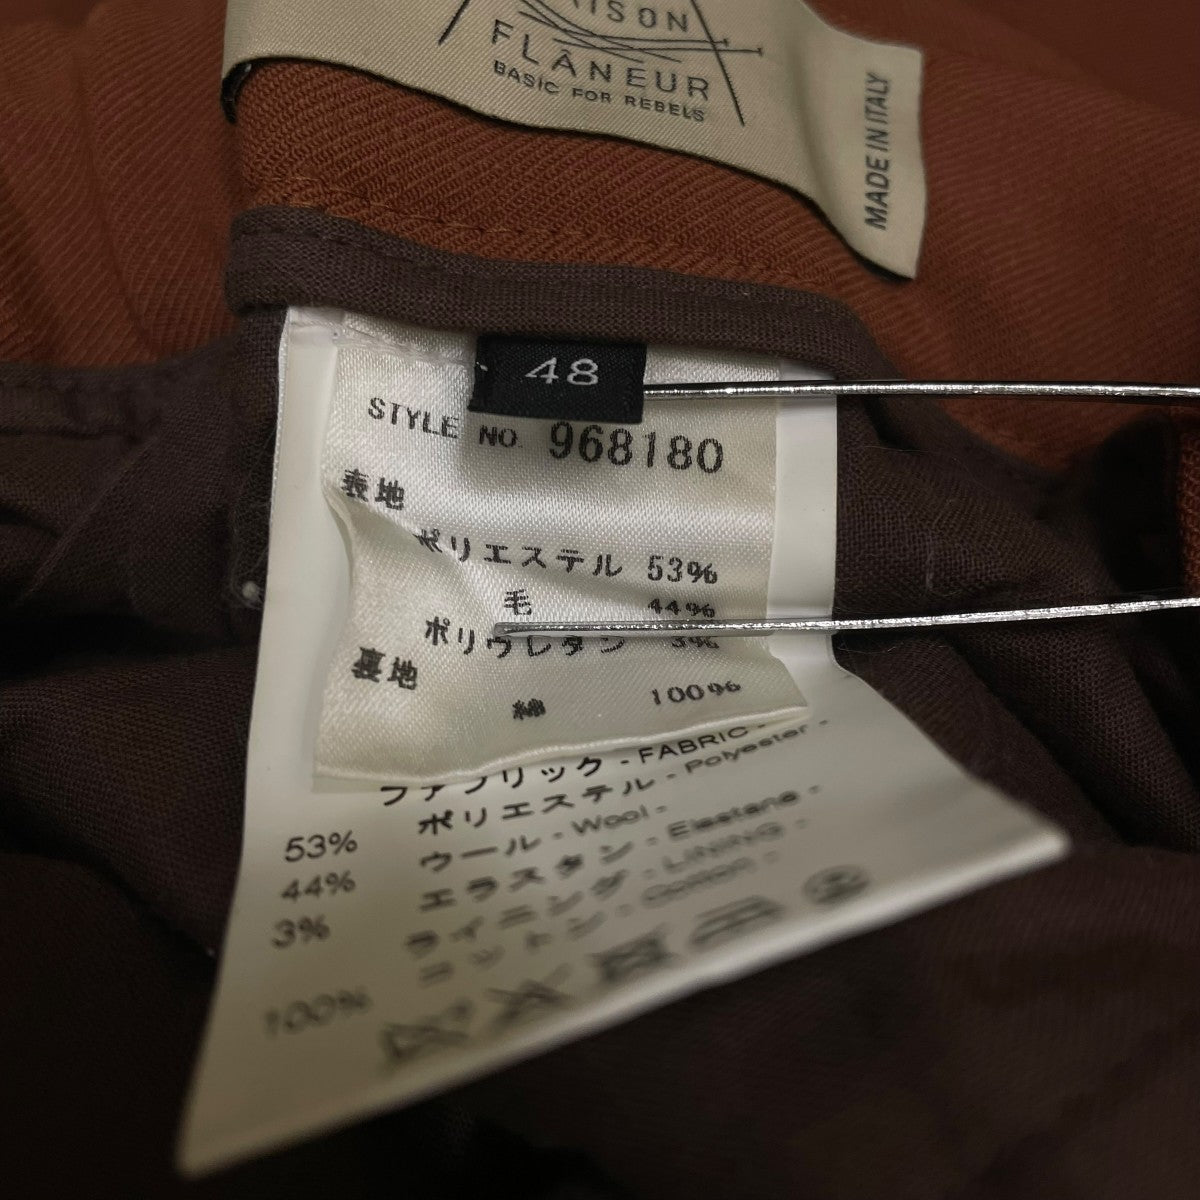 AISON
FLÂNEUR
BASIC FOR REBELS
MADE IN ITALY
48
STYLE NO. 968180
表地
ポリエステル 53%
毛 44%
ポリウレタン 3%
裏地
綿 100%
ファブリック - FABRIC -
53% ポリエステル - Polyester -
44% ウール - Wool -
3% エラスタン - Elastane -
ライニング - LINING -
100% コットン - Cotton -